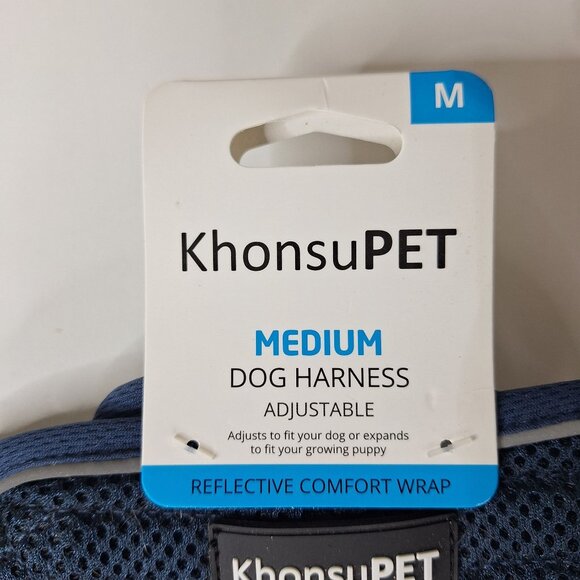 M
KhonsuPET
MEDIUM
DOG HARNESS
ADJUSTABLE
Adjusts to fit your dog or expands
to fit your growing puppy
REFLECTIVE COMFORT WRAP
KhonsuPET